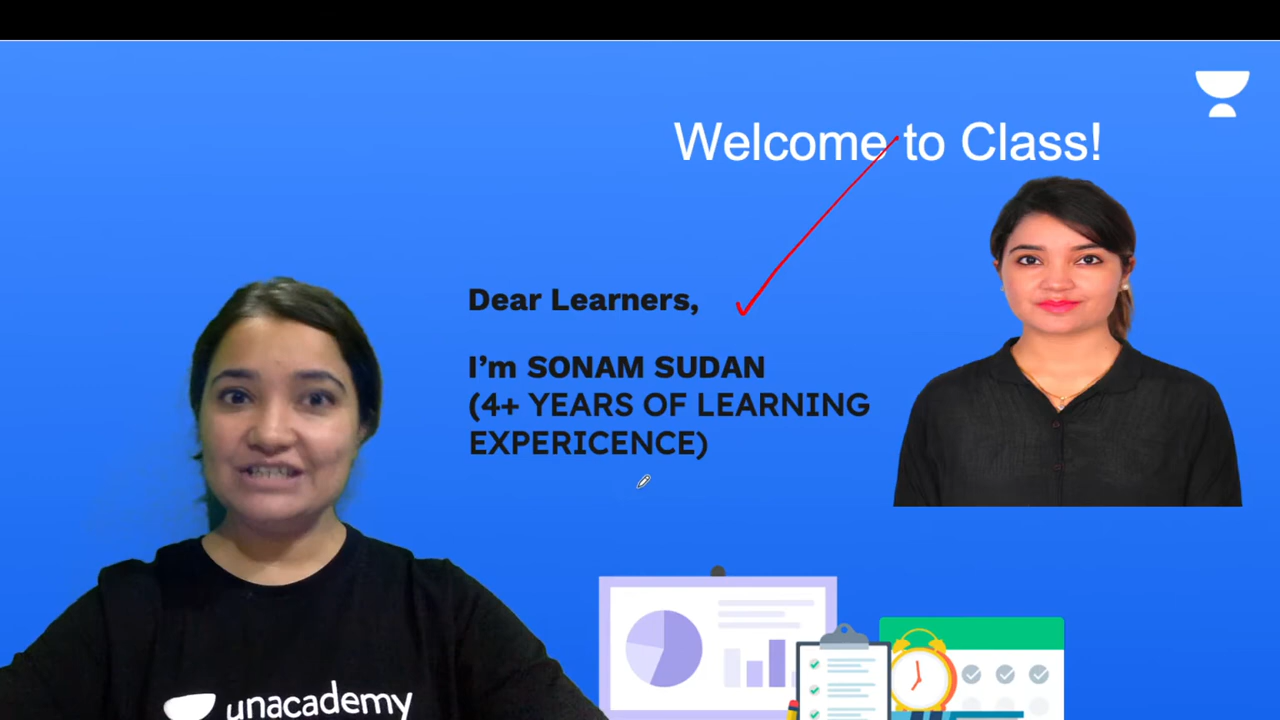 Welcome to Class!
Dear Learners,
I'm SONAM SUDAN
(4+ YEARS OF LEARNING
EXPERICENCE)
unacademy